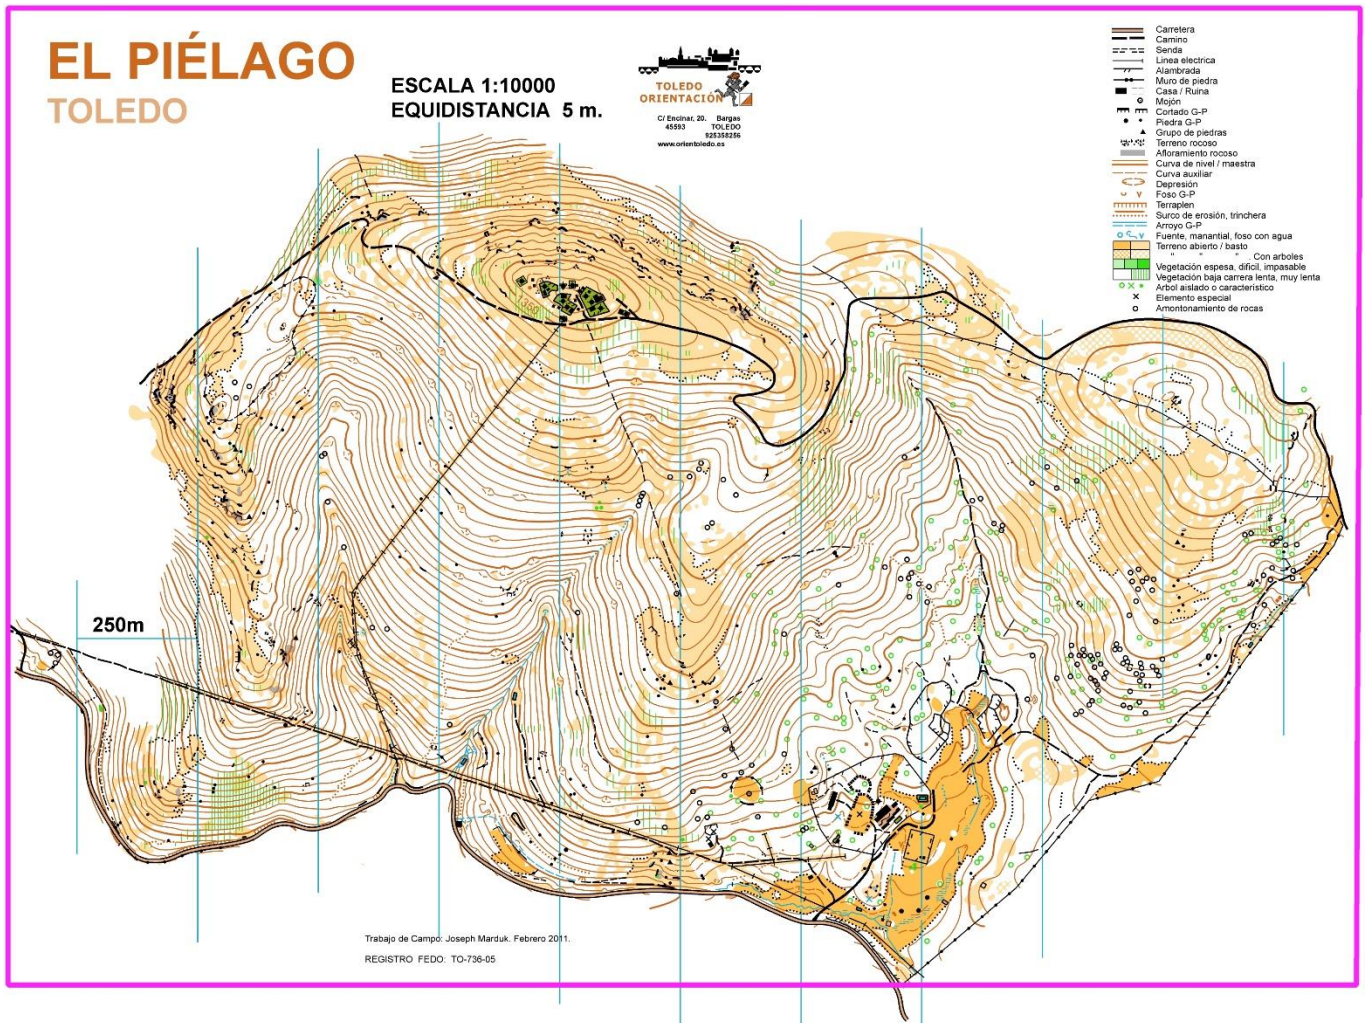 EL PIÉLAGO
TOLEDO
ESCALA 1:10000
EQUIDISTANCIA 5 m.
TOLEDO
ORIENTACIÓN
C/ Encinar, 20. Bargas
45593 TOLEDO
925358256
www.orientoledo.es
Carretera
Camino
Senda
Linea electrica
Alambrada
Muro de piedra
Casa / Ruina
Mojón
Cortado G-P
Piedra G-P
Grupo de piedras
Terreno rocoso
Afloramiento rocoso
Curva de nivel / maestra
Curva auxiliar
Depresión
Foso G-P
Terraplen
Surco de erosión, trinchera
Arroyo G-P
Fuente, manantial, foso con agua
Terreno abierto / basto
" " " . Con arboles
Vegetación espesa, dificil, impasable
Vegetación baja carrera lenta, muy lenta
Arbol aislado o característico
Elemento especial
Amontonamiento de rocas
250m
Trabajo de Campo: Joseph Marduk. Febrero 2011.
REGISTRO FEDO: TO-736-05